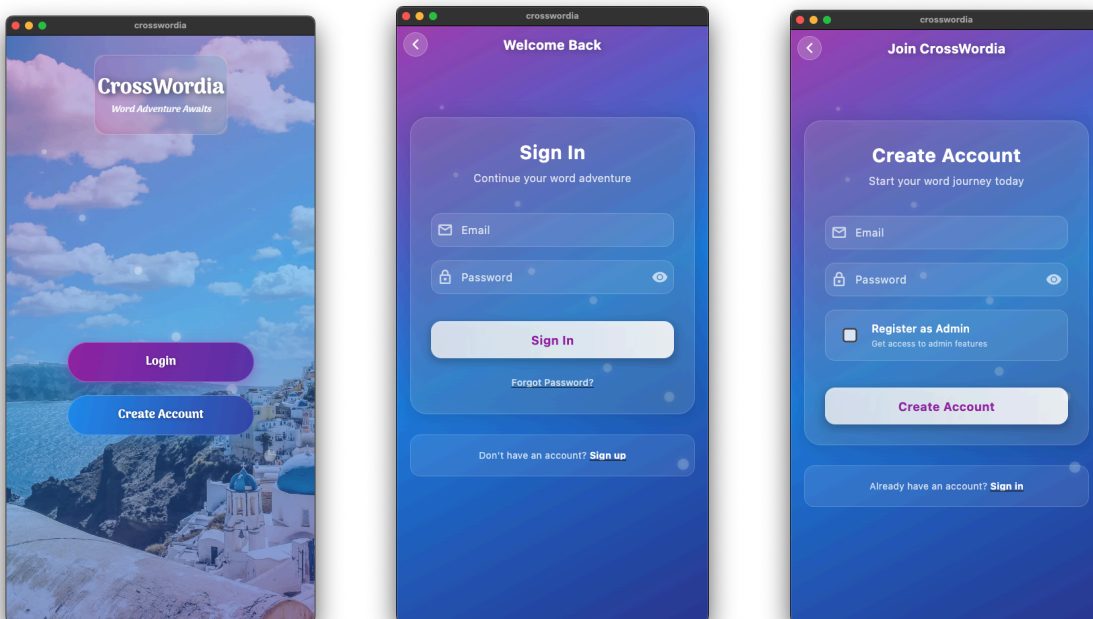 crosswordia
CrossWordia
Word Adventure Awaits
Login
Create Account
crosswordia
Welcome Back
Sign In
Continue your word adventure
Email
Password
Sign In
Forgot Password?
Don't have an account? Sign up
crosswordia
Join CrossWordia
Create Account
Start your word journey today
Email
Password
Register as Admin
Get access to admin features
Create Account
Already have an account? Sign in